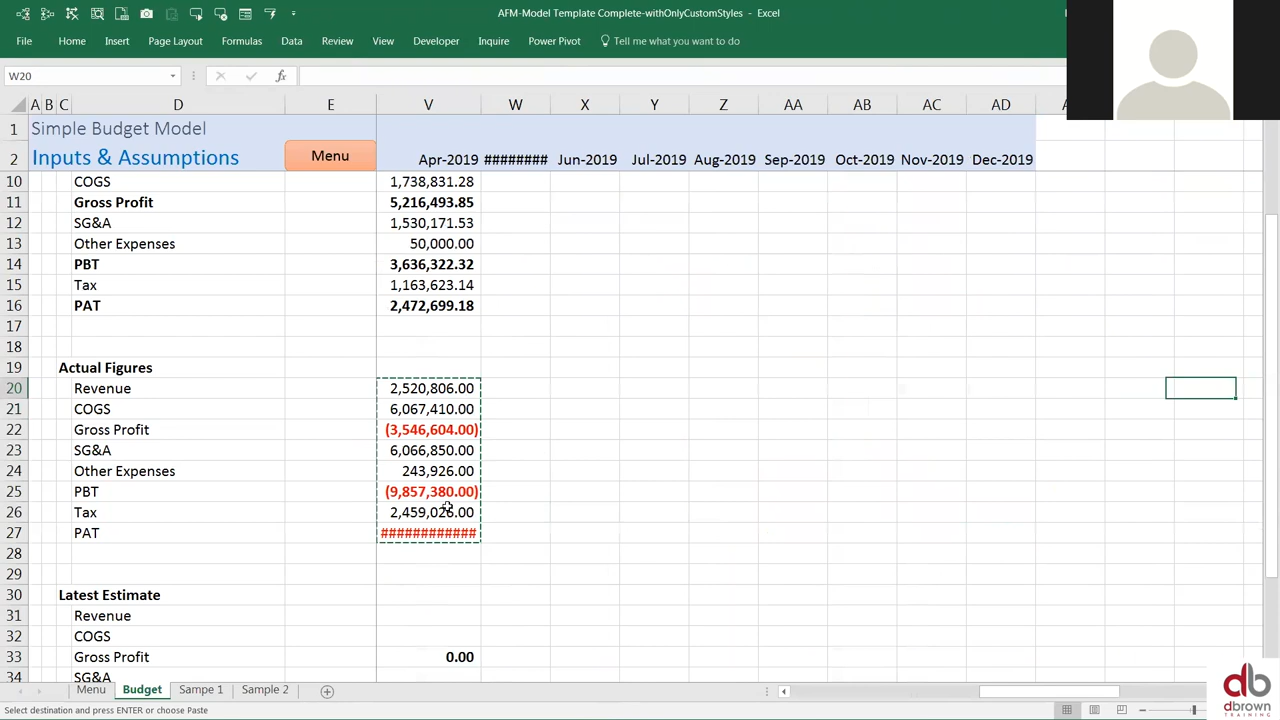 AFM-Model Template Complete-withOnlyCustomStyles - Excel
File Home Insert Page Layout Formulas Data Review View Developer Inquire Power Pivot Tell me what you want to do
W20 fx
A B C D E V W X Y Z AA AB AC AD
1 Simple Budget Model
2 Inputs & Assumptions Menu Apr-2019 ######## Jun-2019 Jul-2019 Aug-2019 Sep-2019 Oct-2019 Nov-2019 Dec-2019
10 COGS 1,738,831.28
11 Gross Profit 5,216,493.85
12 SG&A 1,530,171.53
13 Other Expenses 50,000.00
14 PBT 3,636,322.32
15 Tax 1,163,623.14
16 PAT 2,472,699.18
17
18
19 Actual Figures
20 Revenue 2,520,806.00
21 COGS 6,067,410.00
22 Gross Profit (3,546,604.00)
23 SG&A 6,066,850.00
24 Other Expenses 243,926.00
25 PBT (9,857,380.00)
26 Tax 2,459,026.00
27 PAT ############
28
29
30 Latest Estimate
31 Revenue
32 COGS
33 Gross Profit 0.00
34 SG&A
Menu Budget Sampe 1 Sample 2
Select destination and press ENTER or choose Paste
db
dbrown
TRAINING